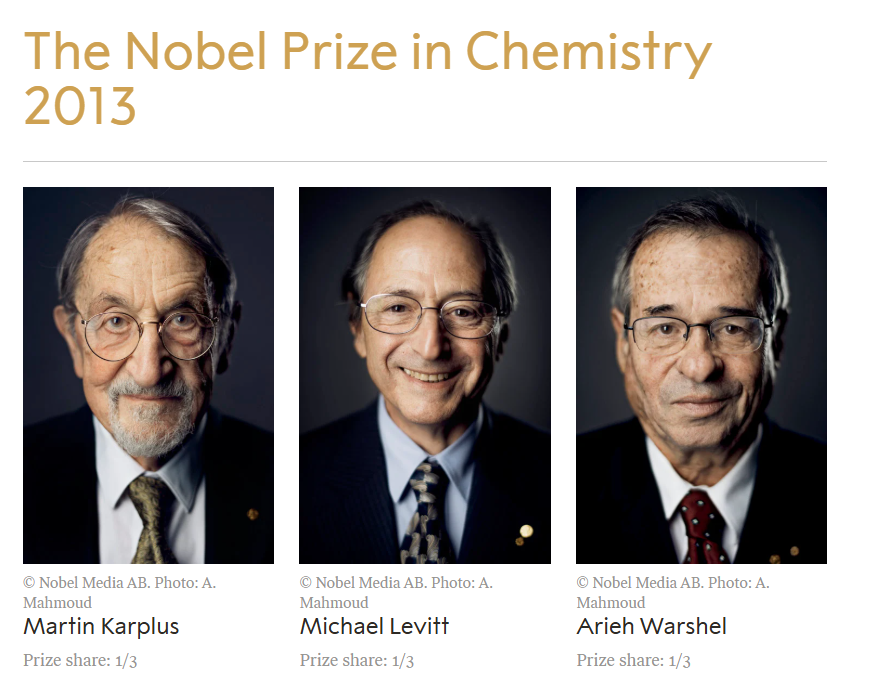 The Nobel Prize in Chemistry
2013
© Nobel Media AB. Photo: A.
Mahmoud
Martin Karplus
Prize share: 1/3
© Nobel Media AB. Photo: A.
Mahmoud
Michael Levitt
Prize share: 1/3
© Nobel Media AB. Photo: A.
Mahmoud
Arieh Warshel
Prize share: 1/3